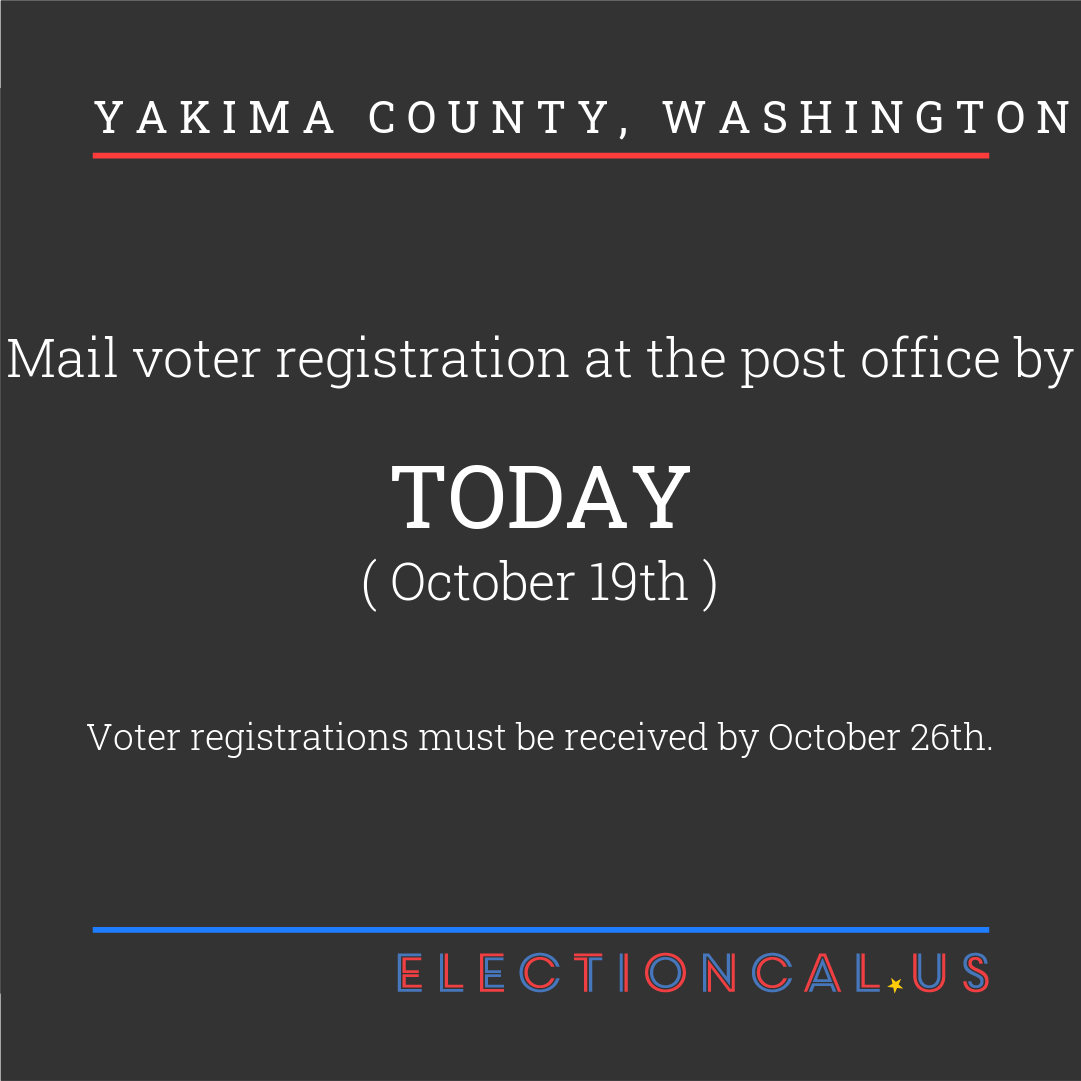 YAKIMA COUNTY, WASHINGTON
Mail voter registration at the post office by
TODAY
( October 19th )
Voter registrations must be received by October 26th.
ELECTIONCAL.US